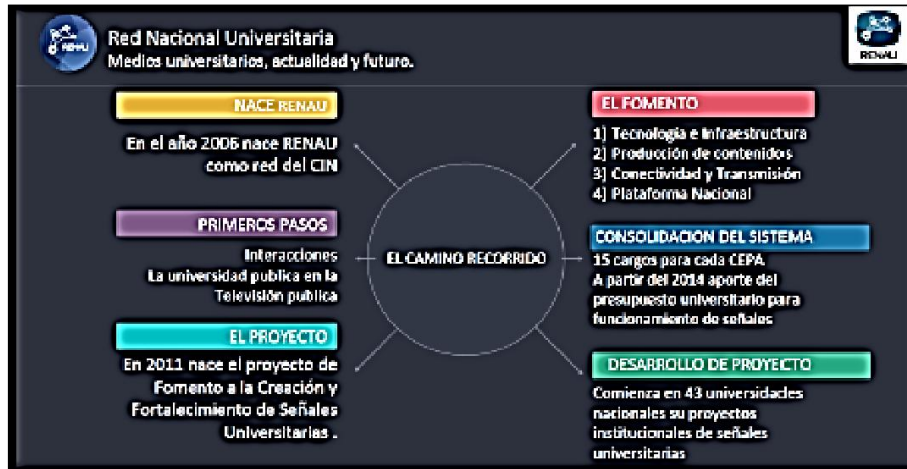 RENAU
Red Nacional Universitaria
Medios universitarios, actualidad y futuro.
RENAU
NACE RENAU
En el año 2006 nace RENAU
como red del CIN
PRIMEROS PASOS
Interacciones
La universidad publica en la
Televisión publica
EL PROYECTO
En 2011 nace el proyecto de
Fomento a la Creación y
Fortalecimiento de Señales
Universitarias .
EL CAMINO RECORRIDO
EL FOMENTO
1) Tecnología e Infraestructura
2) Producción de contenidos
3) Conectividad y Transmisión
4) Plataforma Nacional
CONSOLIDACION DEL SISTEMA
15 cargos para cada CEPA
A partir del 2014 aporte del
presupuesto universitario para
funcionamiento de señales
DESARROLLO DE PROYECTO
Comienza en 43 universidades
nacionales su proyectos
institucionales de señales
universitarias